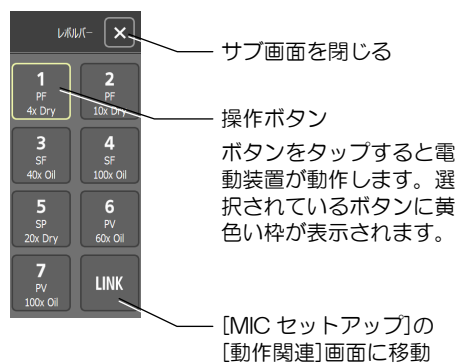 レボルバー
サブ画面を閉じる
1
PF
4x Dry
2
PF
10x Dry
操作ボタン
ボタンをタップすると電
動装置が動作します。選
択されているボタンに黄
色い枠が表示されます。
3
SF
40x Oil
4
SF
100x Oil
5
SP
20x Dry
6
PV
60x Oil
7
PV
100x Oil
LINK
[MIC セットアップ]の
[動作関連]画面に移動